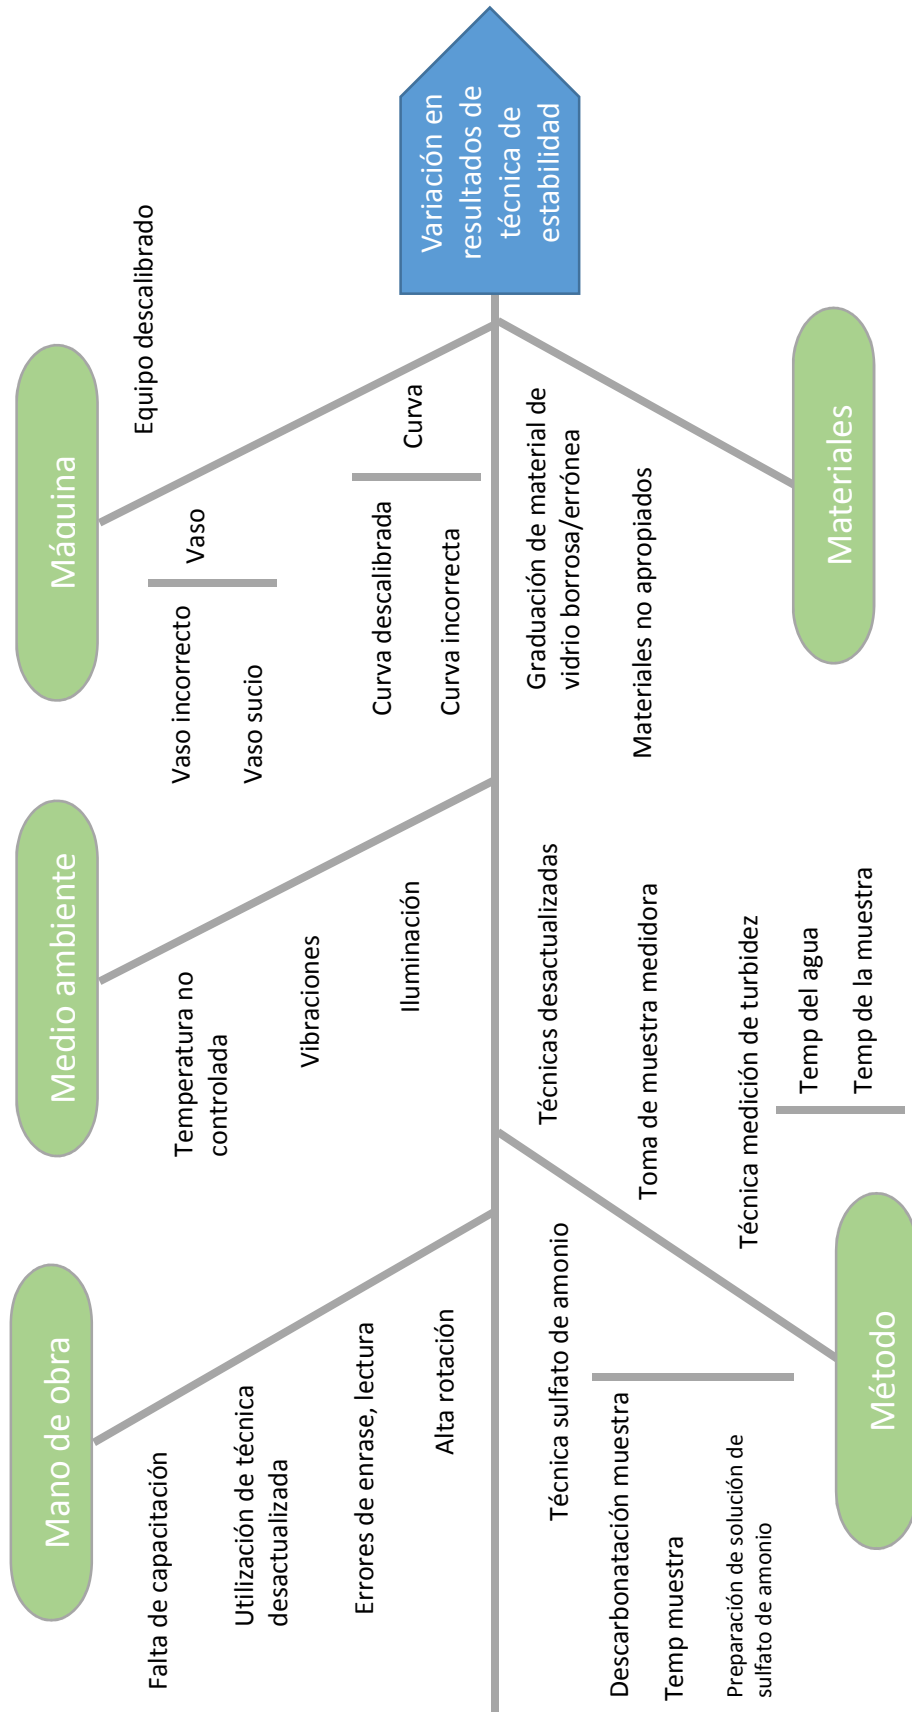 Mano de obra
Falta de capacitación
Utilización de técnica
desactualizada
Errores de enrase, lectura
Alta rotación
Medio ambiente
Temperatura no
controlada
Vibraciones
Iluminación
Máquina
Equipo descalibrado
Vaso
Vaso incorrecto
Vaso sucio
Curva
Curva descalibrada
Curva incorrecta
Variación en
resultados de
técnica de
estabilidad
Técnica sulfato de amonio
Descarbonatación muestra
Temp muestra
Preparación de solución de
sulfato de amonio
Técnicas desactualizadas
Toma de muestra medidora
Técnica medición de turbidez
Temp del agua
Temp de la muestra
Método
Graduación de material de
vidrio borrosa/errónea
Materiales no apropiados
Materiales